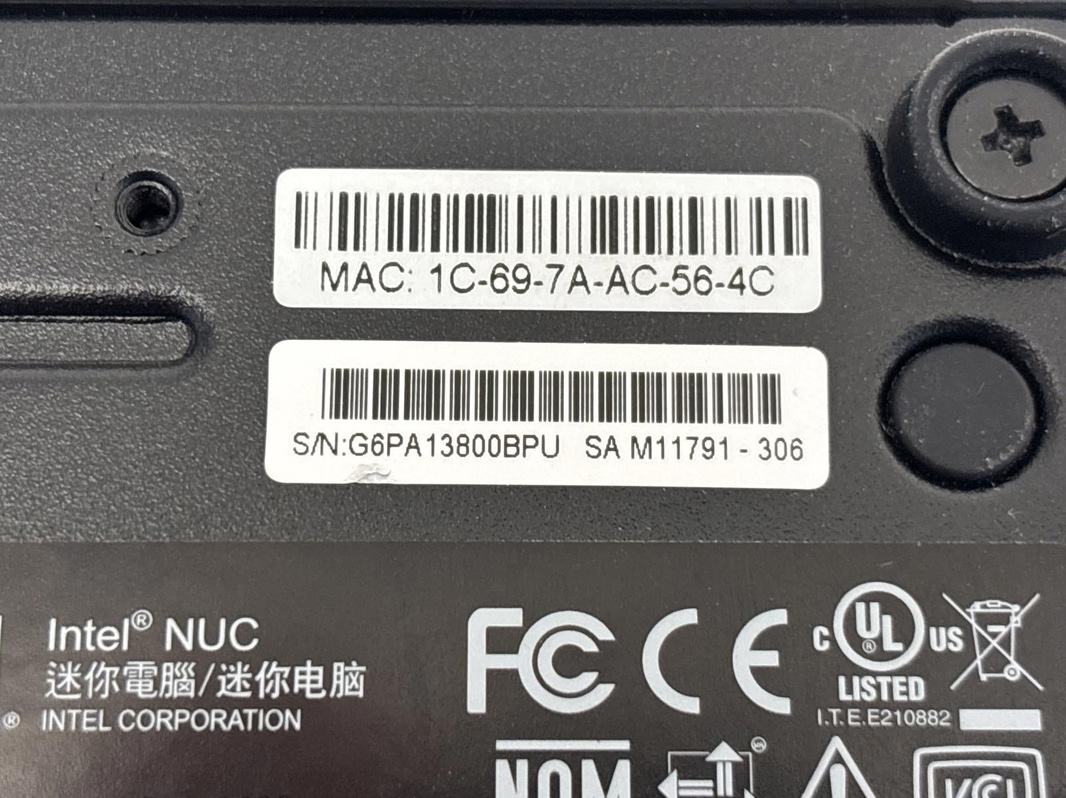 MAC: 1C-69-7A-AC-56-4C
S/N:G6PA13800BPU SA M11791 - 306
Intel® NUC
迷你電腦/迷你电脑
® INTEL CORPORATION
FC CE
C UL ® US
LISTED
I.T.E.E210882
NOM